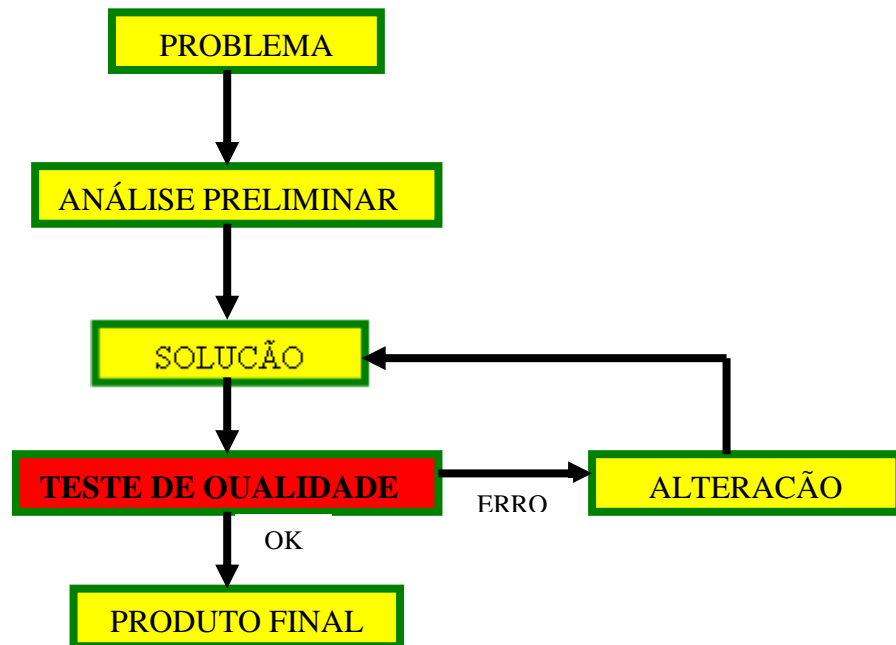 PROBLEMA
ANÁLISE PRELIMINAR
SOLUCÃO
TESTE DE QUALIDADE
ERRO
ALTERACÃO
OK
PRODUTO FINAL